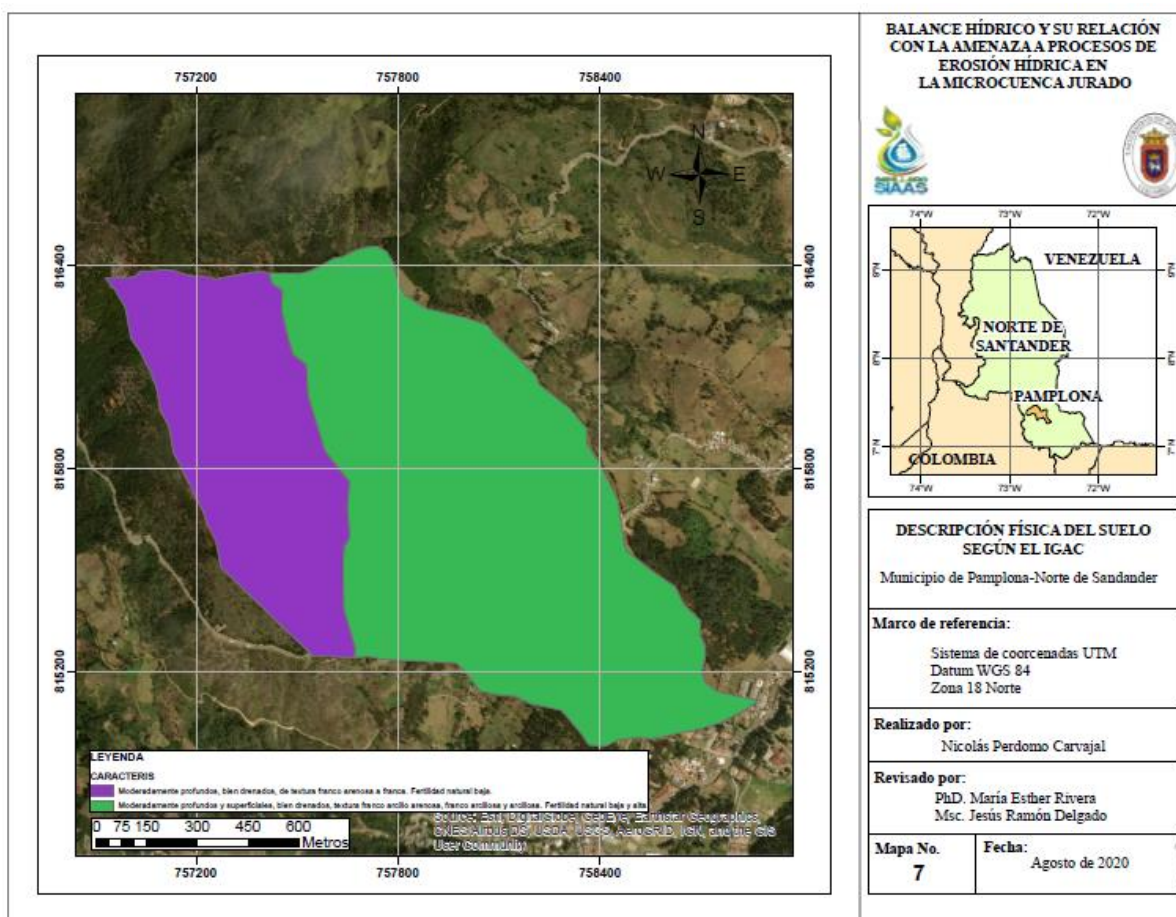 757200 757800 758400
N
W E
S
816400 816400
815800 815800
815200 815200
LEYENDA
CARACTERIS
Moderadamente profundos, bien drenados, de textura franco arenosa a franca. Fertilidad natural baja.
Moderadamente profundos y superficiales, bien drenados, textura franco arcillo arenosa, franco arcillosa y arcillosa. Fertilidad natural baja y alta.
0 75 150 300 450 600
Metros
Source: Esri, DigitalGlobe, GeoEye, Earthstar Geographics,
CNES/Airbus DS, USDA, USGS, AeroGRID, IGN, and the GIS
User Community
757200 757800 758400
BALANCE HÍDRICO Y SU RELACIÓN
CON LA AMENAZA A PROCESOS DE
EROSIÓN HÍDRICA EN
LA MICROCUENCA JURADO
SIAAS
74°W 73°W 72°W
9°N 9°N
8°N 8°N
7°N 7°N
VENEZUELA
NORTE DE
SANTANDER
PAMPLONA
COLOMBIA
74°W 73°W 72°W
DESCRIPCIÓN FÍSICA DEL SUELO
SEGÚN EL IGAC
Municipio de Pamplona-Norte de Sandander
Marco de referencia:
Sistema de coorcenadas UTM
Datum WGS 84
Zona 18 Norte
Realizado por:
Nicolás Perdomo Carvajal
Revisado por:
PhD. María Esther Rivera
Msc. Jesús Ramón Delgado
Mapa No.
7
Fecha:
Agosto de 2020